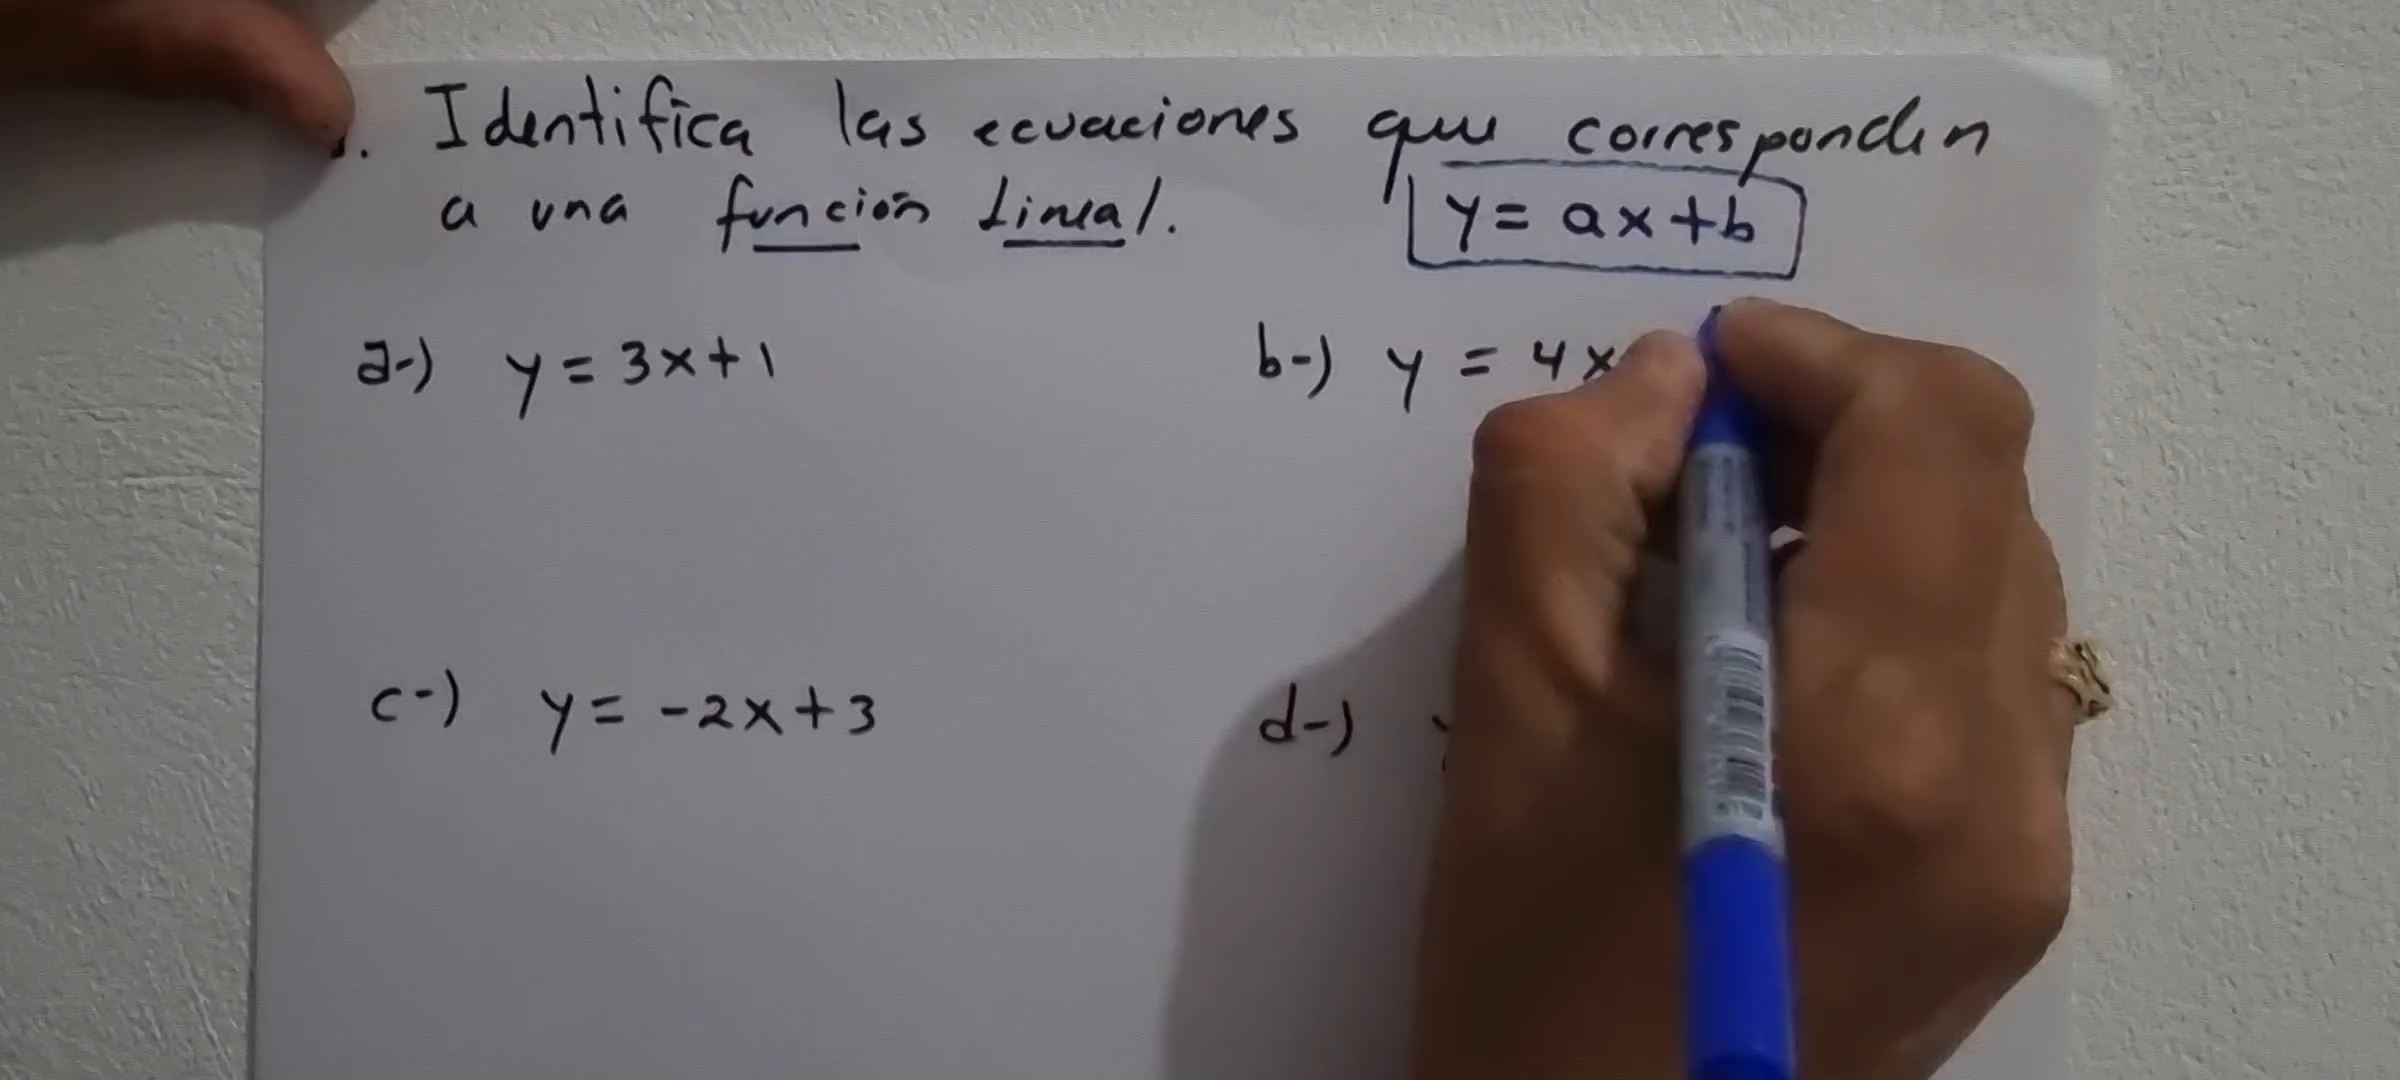 . Identifica las ecuaciones que corresponden
a una función Lineal. y = ax+b
a-) y = 3x+1 b-) y = 4x
c-) y = -2x+3 d-)